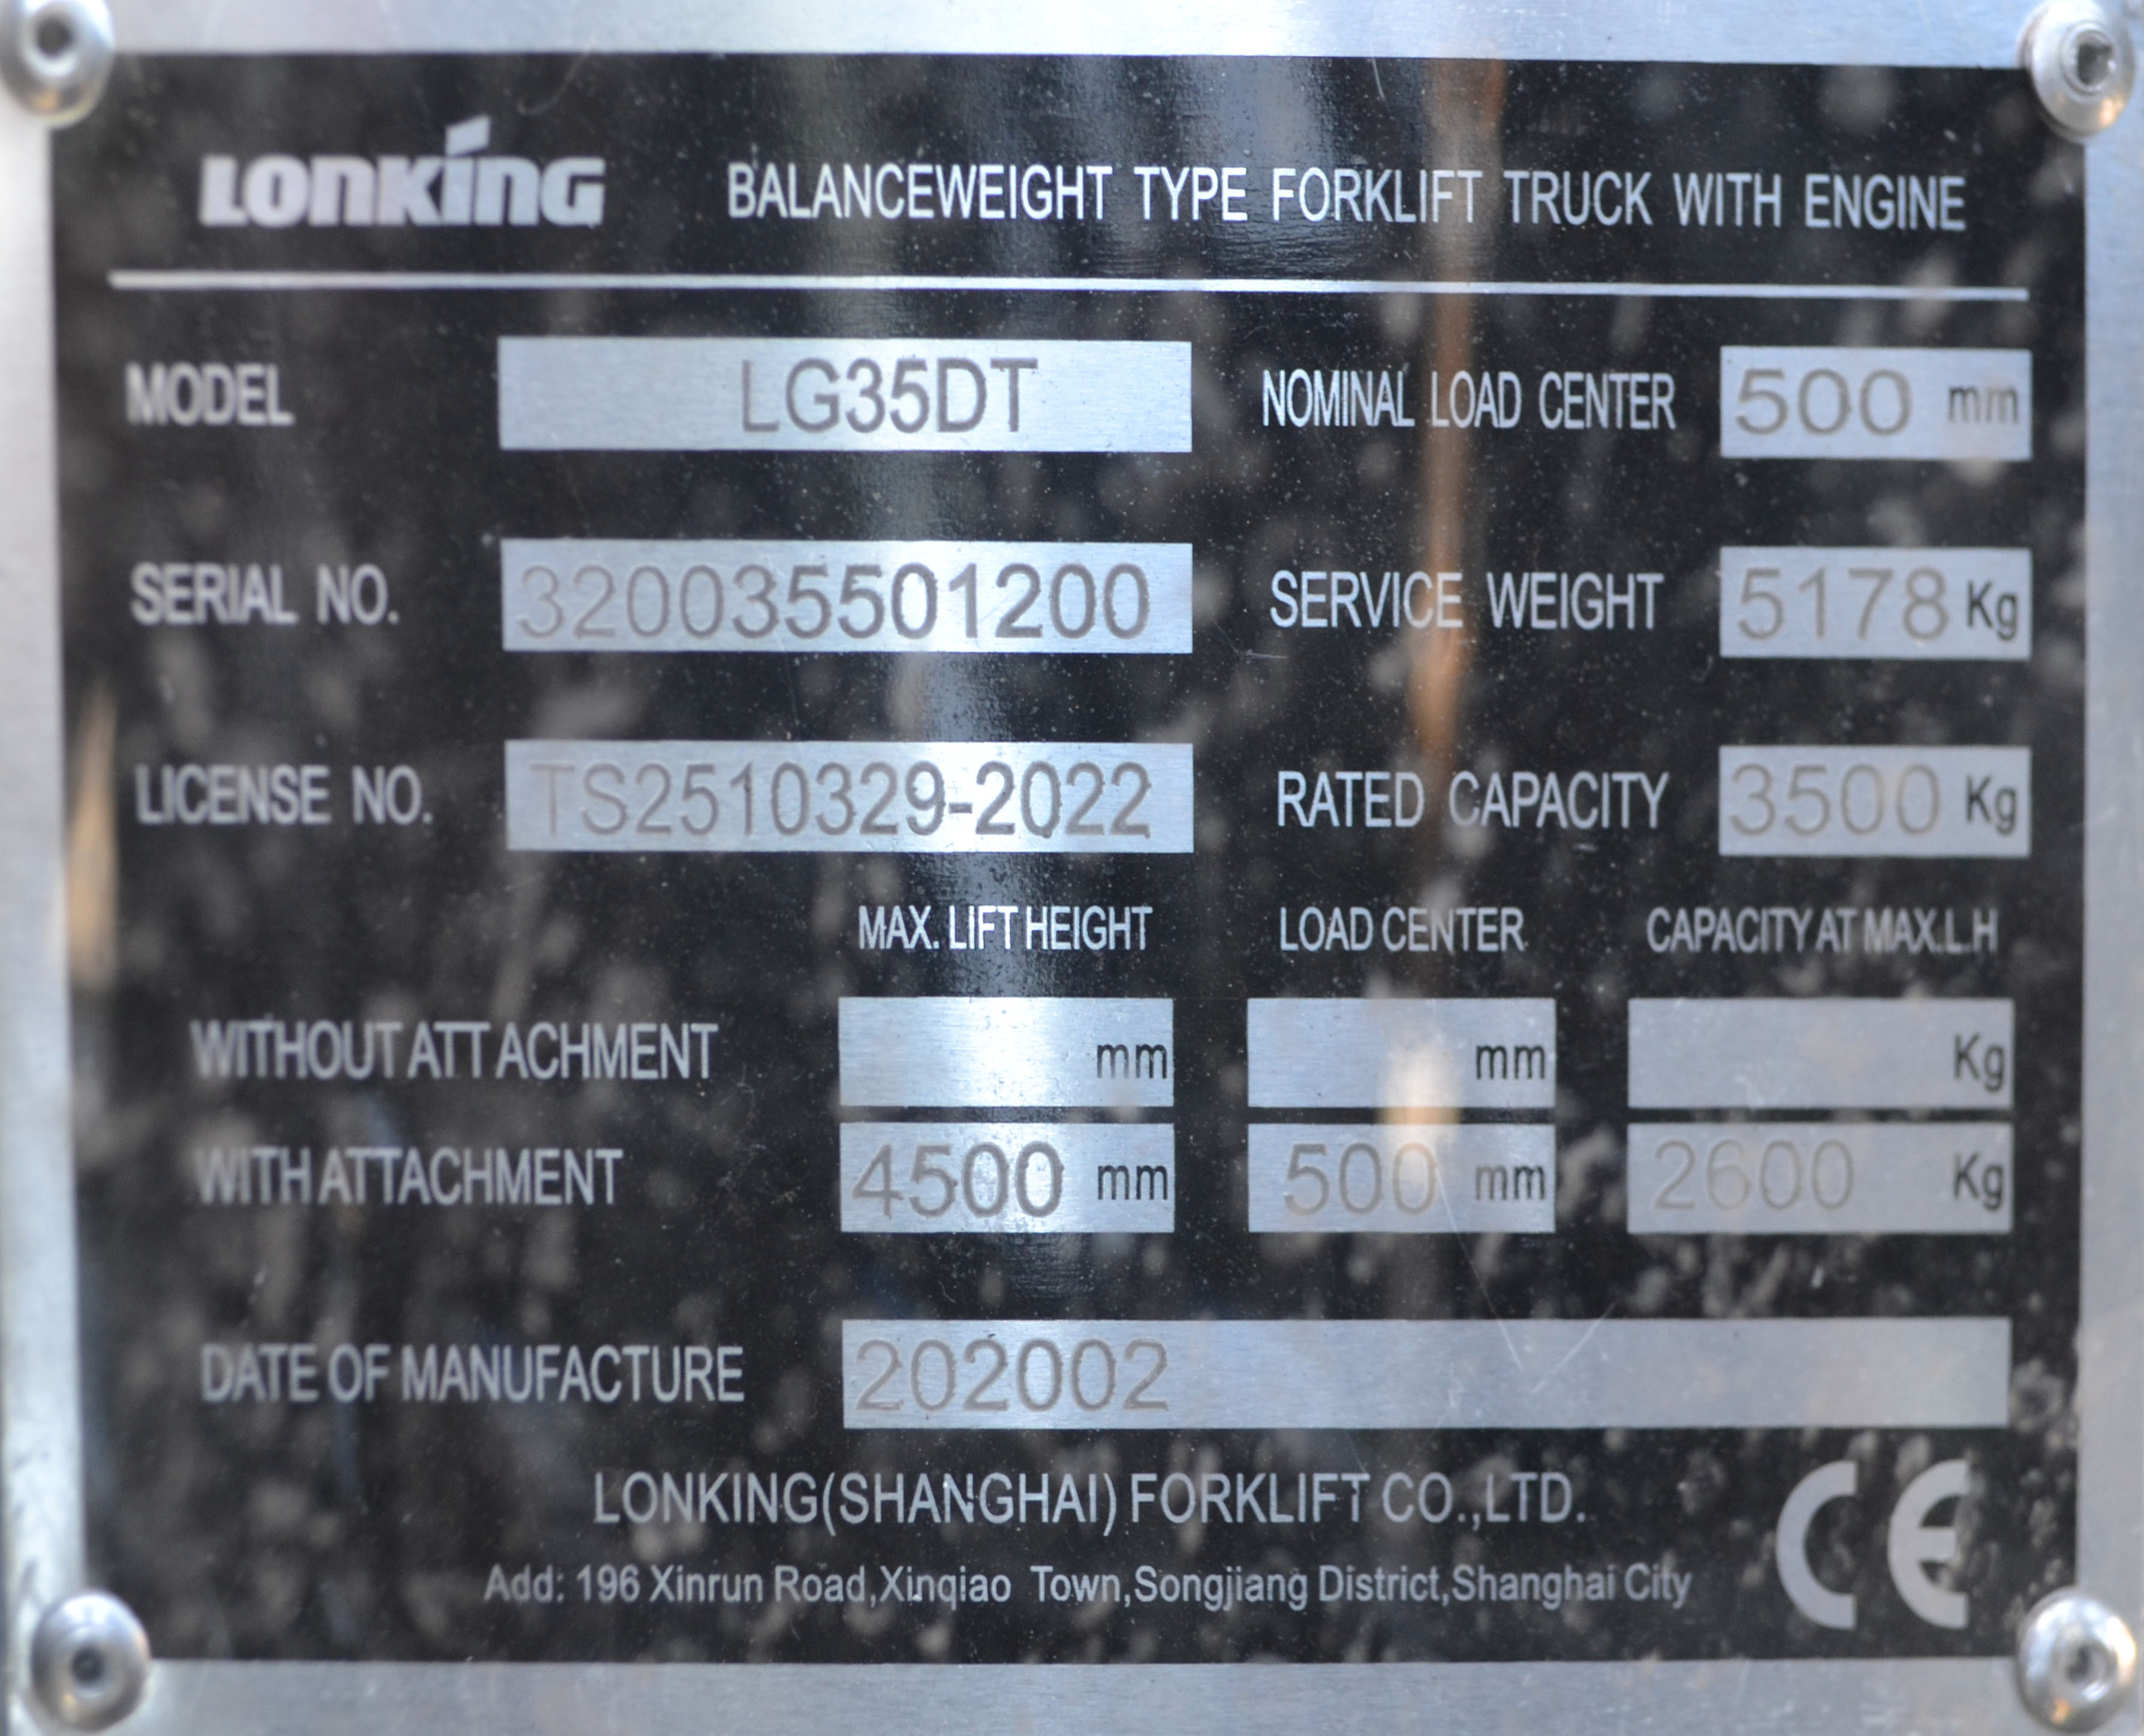 LONKING BALANCEWEIGHT TYPE FORKLIFT TRUCK WITH ENGINE
MODEL LG35DT NOMINAL LOAD CENTER 500 mm
SERIAL NO. 320035501200 SERVICE WEIGHT 5178 Kg
LICENSE NO. TS2510329-2022 RATED CAPACITY 3500 Kg
MAX. LIFT HEIGHT LOAD CENTER CAPACITY AT MAX.L.H
WITHOUT ATTACHMENT mm mm Kg
WITH ATTACHMENT 4500 mm 500 mm 2600 Kg
DATE OF MANUFACTURE 202002
LONKING(SHANGHAI) FORKLIFT CO.,LTD.
Add: 196 Xinrun Road,Xinqiao Town,Songjiang District,Shanghai City
CE